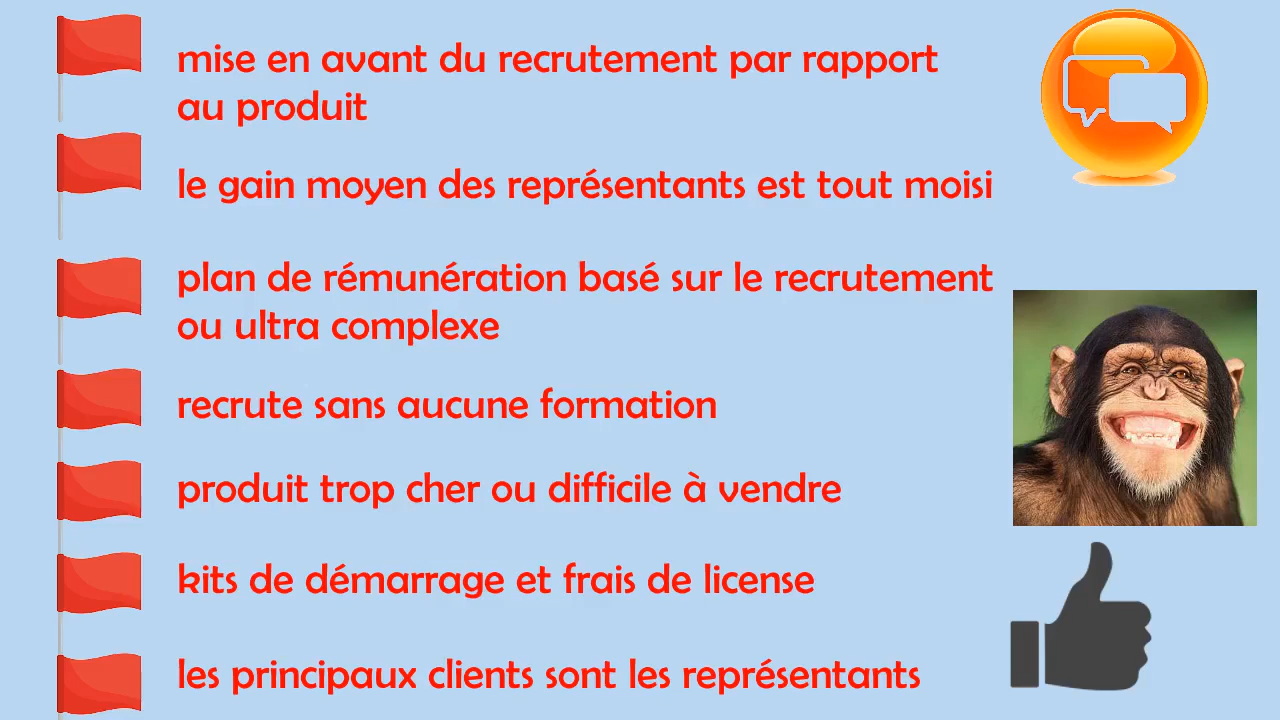 mise en avant du recrutement par rapport
au produit
le gain moyen des représentants est tout moisi
plan de rémunération basé sur le recrutement
ou ultra complexe
recrute sans aucune formation
produit trop cher ou difficile à vendre
kits de démarrage et frais de license
les principaux clients sont les représentants